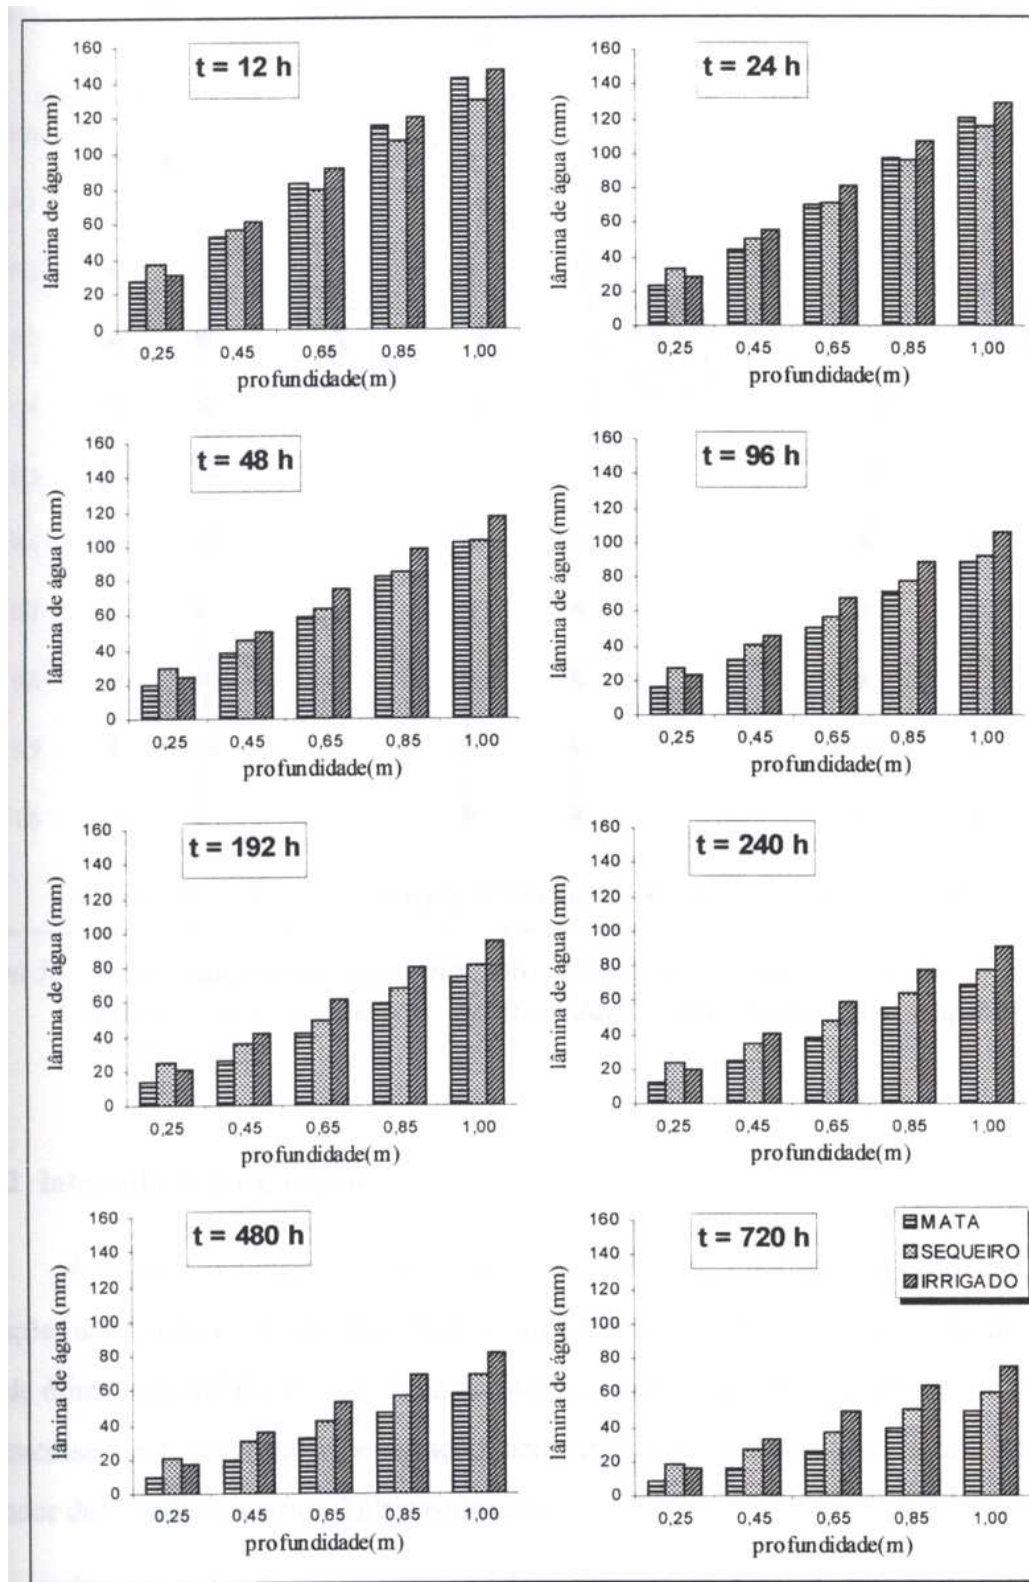 t = 12 h
lâmina de água (mm)
160
140
120
100
80
60
40
20
0
0,25 0,45 0,65 0,85 1,00
profundidade(m)
t = 24 h
lâmina de água (mm)
160
140
120
100
80
60
40
20
0
0,25 0,45 0,65 0,85 1,00
profundidade(m)
t = 48 h
lâmina de água (mm)
160
140
120
100
80
60
40
20
0
0,25 0,45 0,65 0,85 1,00
profundidade(m)
t = 96 h
lâmina de água (mm)
160
140
120
100
80
60
40
20
0
0,25 0,45 0,65 0,85 1,00
profundidade(m)
t = 192 h
lâmina de água (mm)
160
140
120
100
80
60
40
20
0
0,25 0,45 0,65 0,85 1,00
profundidade(m)
t = 240 h
lâmina de água (mm)
160
140
120
100
80
60
40
20
0
0,25 0,45 0,65 0,85 1,00
profundidade(m)
t = 480 h
lâmina de água (mm)
160
140
120
100
80
60
40
20
0
0,25 0,45 0,65 0,85 1,00
profundidade(m)
t = 720 h
MATA
SEQUEIRO
IRRIGADO
lâmina de água (mm)
160
140
120
100
80
60
40
20
0
0,25 0,45 0,65 0,85 1,00
profundidade(m)